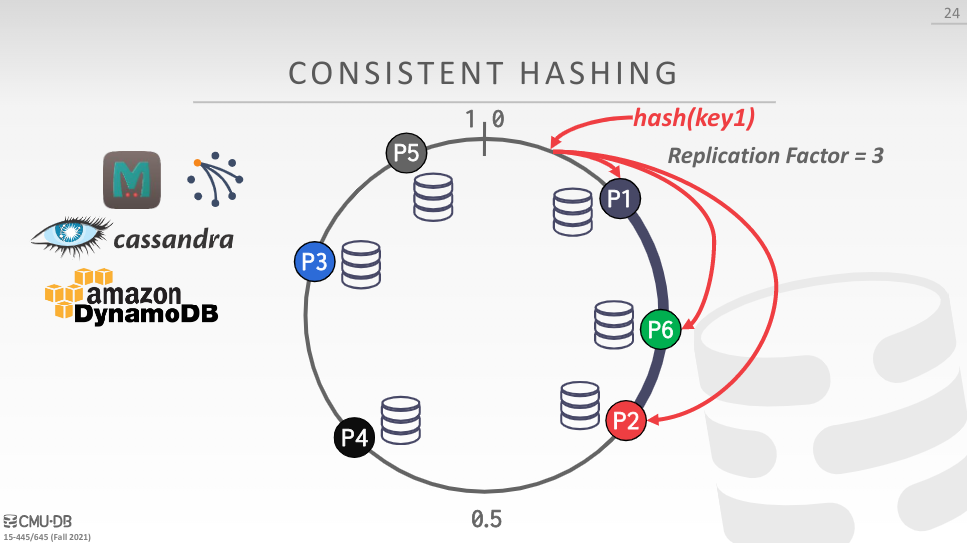 24
CONSISTENT HASHING
1 0
hash(key1)
Replication Factor = 3
P5
P1
M
cassandra
P3
amazon
DynamoDB
P6
P2
P4
0.5
CMU·DB
15-445/645 (Fall 2021)